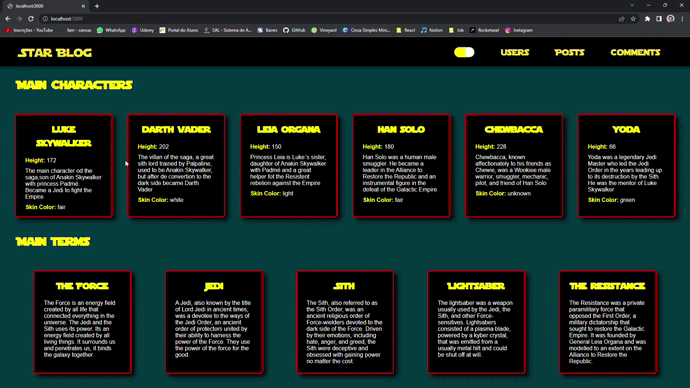 localhost:3000
localhost:3000
Inscrições - YouTube
fam - canvas
WhatsApp
Udemy
Portal do Aluno
SAL - Sistema de A...
Baires
GitHub
Vineyard
Cinza Simples Mini...
React
Notion
Job
Rocketseat
Instagram
Star Blog
Users
Posts
Comments
Main Characters
Luke
Skywalker
Height: 172
The main character od the
saga,son of Anakin Skywalker
with princess Padmé.
Became a Jedi to fight the
Empire
Skin Color: fair
Darth Vader
Height: 202
The villan of the saga, a great
sith lord trained by Palpatine,
used to be Anakin Skywalker,
but after de convertion to the
dark side became Darth
Vader
Skin Color: white
Leia Organa
Height: 150
Princess Leia is Luke´s sister,
daughter of Anakin Skywalker
with Padmé and a great
helper fot the Resistent
rebelion against the Empire
Skin Color: light
Han Solo
Height: 180
Han Solo was a human male
smuggler. He became a
leader in the Alliance to
Restore the Republic and an
instrumental figure in the
defeat of the Galactic Empire
Skin Color: fair
Chewbacca
Height: 228
Chewbacca, known
affectionately to his friends as
Chewie, was a Wookiee male
warrior, smuggler, mechanic,
pilot, and friend of Han Solo
Skin Color: unknown
Yoda
Height: 66
Yoda was a legendary Jedi
Master who led the Jedi
Order in the years leading up
to its destruction by the Sith.
He was the mentor of Luke
Skywalker
Skin Color: green
Main Terms
The Force
The Force is an energy field
created by all life that
connected everything in the
universe. The Jedi and the
Sith uses its power. Its an
energy field created by all
living things. It surrounds us
and penetrates us, it binds
the galaxy together.
Jedi
A Jedi, also known by the title
of Lord Jedi in ancient times,
was a devotee to the ways of
the Jedi Order, an ancient
order of protectors united by
their ability to harness the
power of the Force. They use
the power of the force for the
good.
Sith
The Sith, also referred to as
the Sith Order, was an
ancient religious order of
Force-wielders devoted to the
dark side of the Force. Driven
by their emotions, including
hate, anger, and greed, the
Sith were deceptive and
obsessed with gaining power
no matter the cost
Lightsaber
The lightsaber was a weapon
usually used by the Jedi, the
Sith, and other Force-
sensitives. Lightsabers
consisted of a plasma blade,
powered by a kyber crystal,
that was emitted from a
usually metal hilt and could
be shut off at will.
The Resistance
The Resistance was a private
paramilitary force that
opposed the First Order, a
military dictatorship that
sought to restore the Galactic
Empire. It was founded by
General Leia Organa and was
modelled to an extent on the
Alliance to Restore the
Republic.